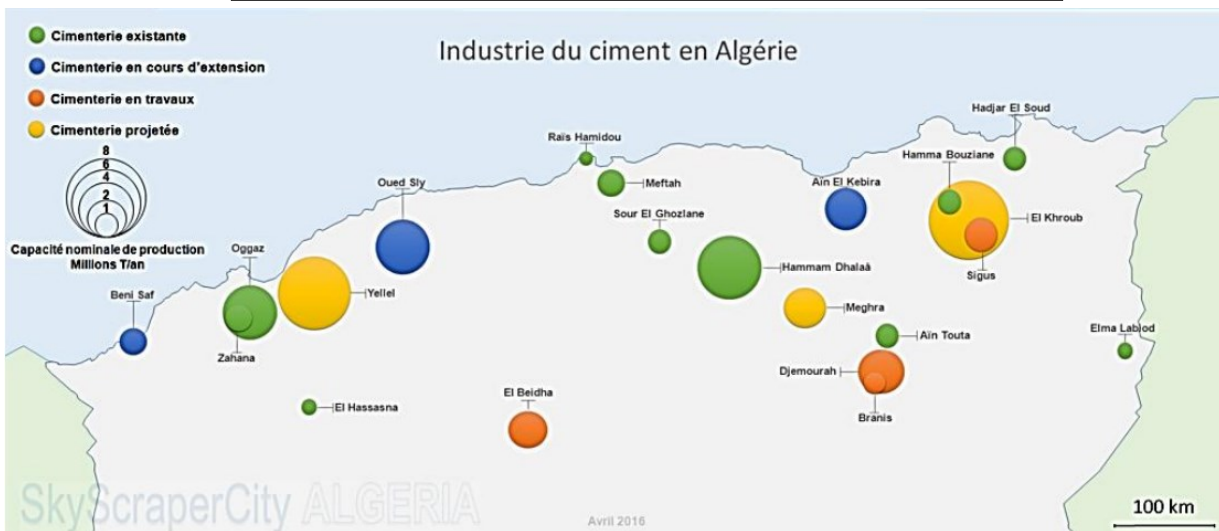 Industrie du ciment en Algérie
Cimenterie existante
Cimenterie en cours d'extension
Cimenterie en travaux
Cimenterie projetée
8
6
4
2
1
Capacité nominale de production
Millions T/an
Hadjar El Soud
Raïs Hamidou
Hamma Bouziane
Oued Sly
Meftah
Aïn El Kebira
Sour El Ghozlane
El Khroub
Oggaz
Hammam Dhalaâ
Sigus
Beni Saf
Yellel
Meghra
Elma Labiod
Zahana
Aïn Touta
Djemourah
El Beidha
El Hassasna
Branis
SkyScraperCity ALGERIA
Avril 2016
100 km